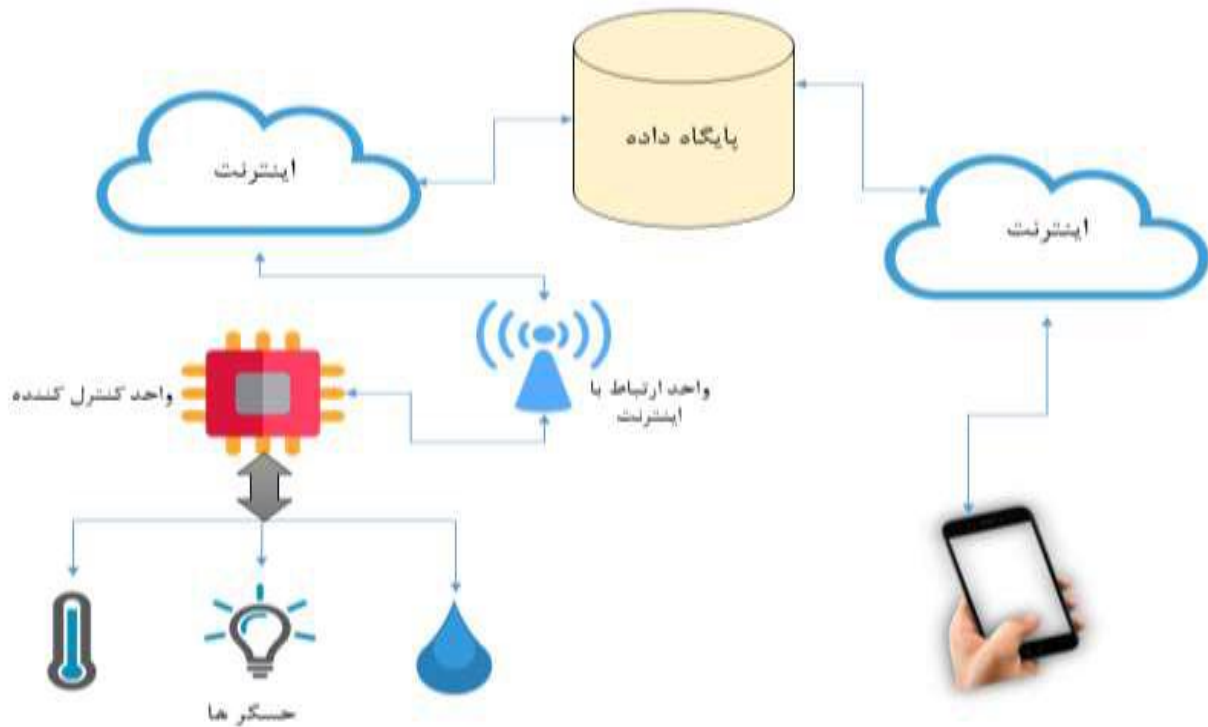 پایگاه داده
اینترنت
اینترنت
واحد کنترل کننده
واحد ارتباط با
اینترنت
حسگر ها